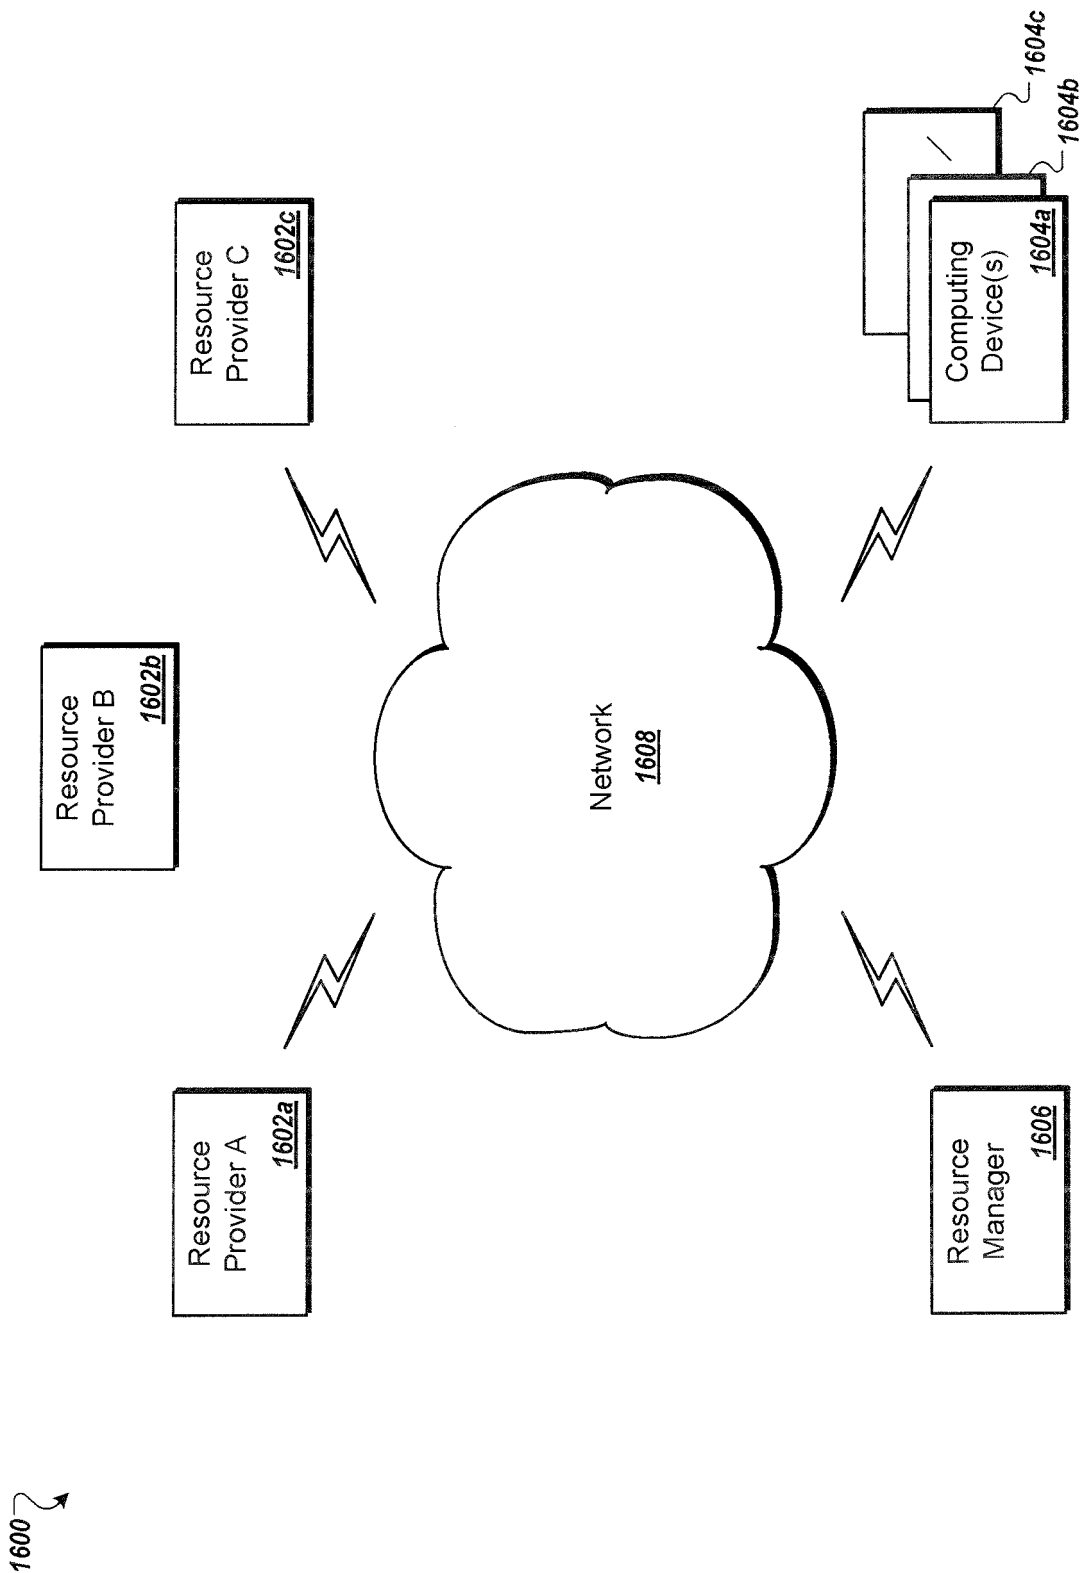 1600
Resource
Provider A
1602a
Resource
Provider B
1602b
Resource
Provider C
1602c
Network
1608
Resource
Manager
1606
Computing
Device(s)
1604a
1604b
1604c